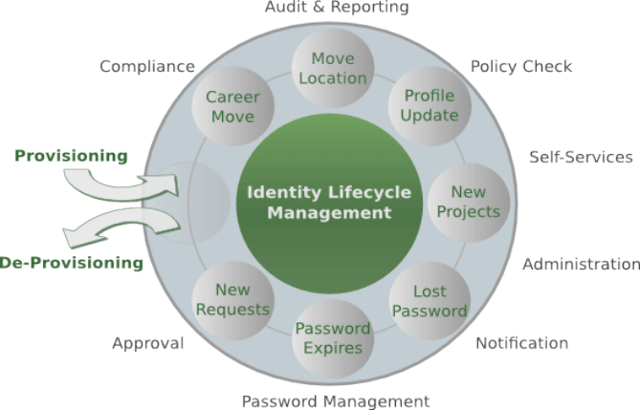 Audit & Reporting
Compliance
Move
Location
Policy Check
Career
Move
Profile
Update
Provisioning
Self-Services
Identity Lifecycle
Management
New
Projects
De-Provisioning
Administration
New
Requests
Lost
Password
Password
Expires
Approval
Notification
Password Management